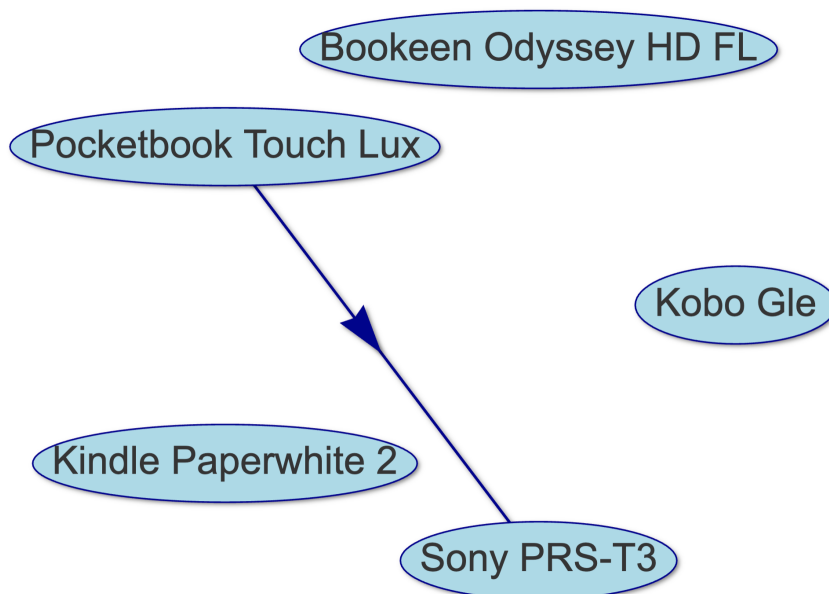 Bookeen Odyssey HD FL
Pocketbook Touch Lux
Kobo Gle
Kindle Paperwhite 2
Sony PRS-T3